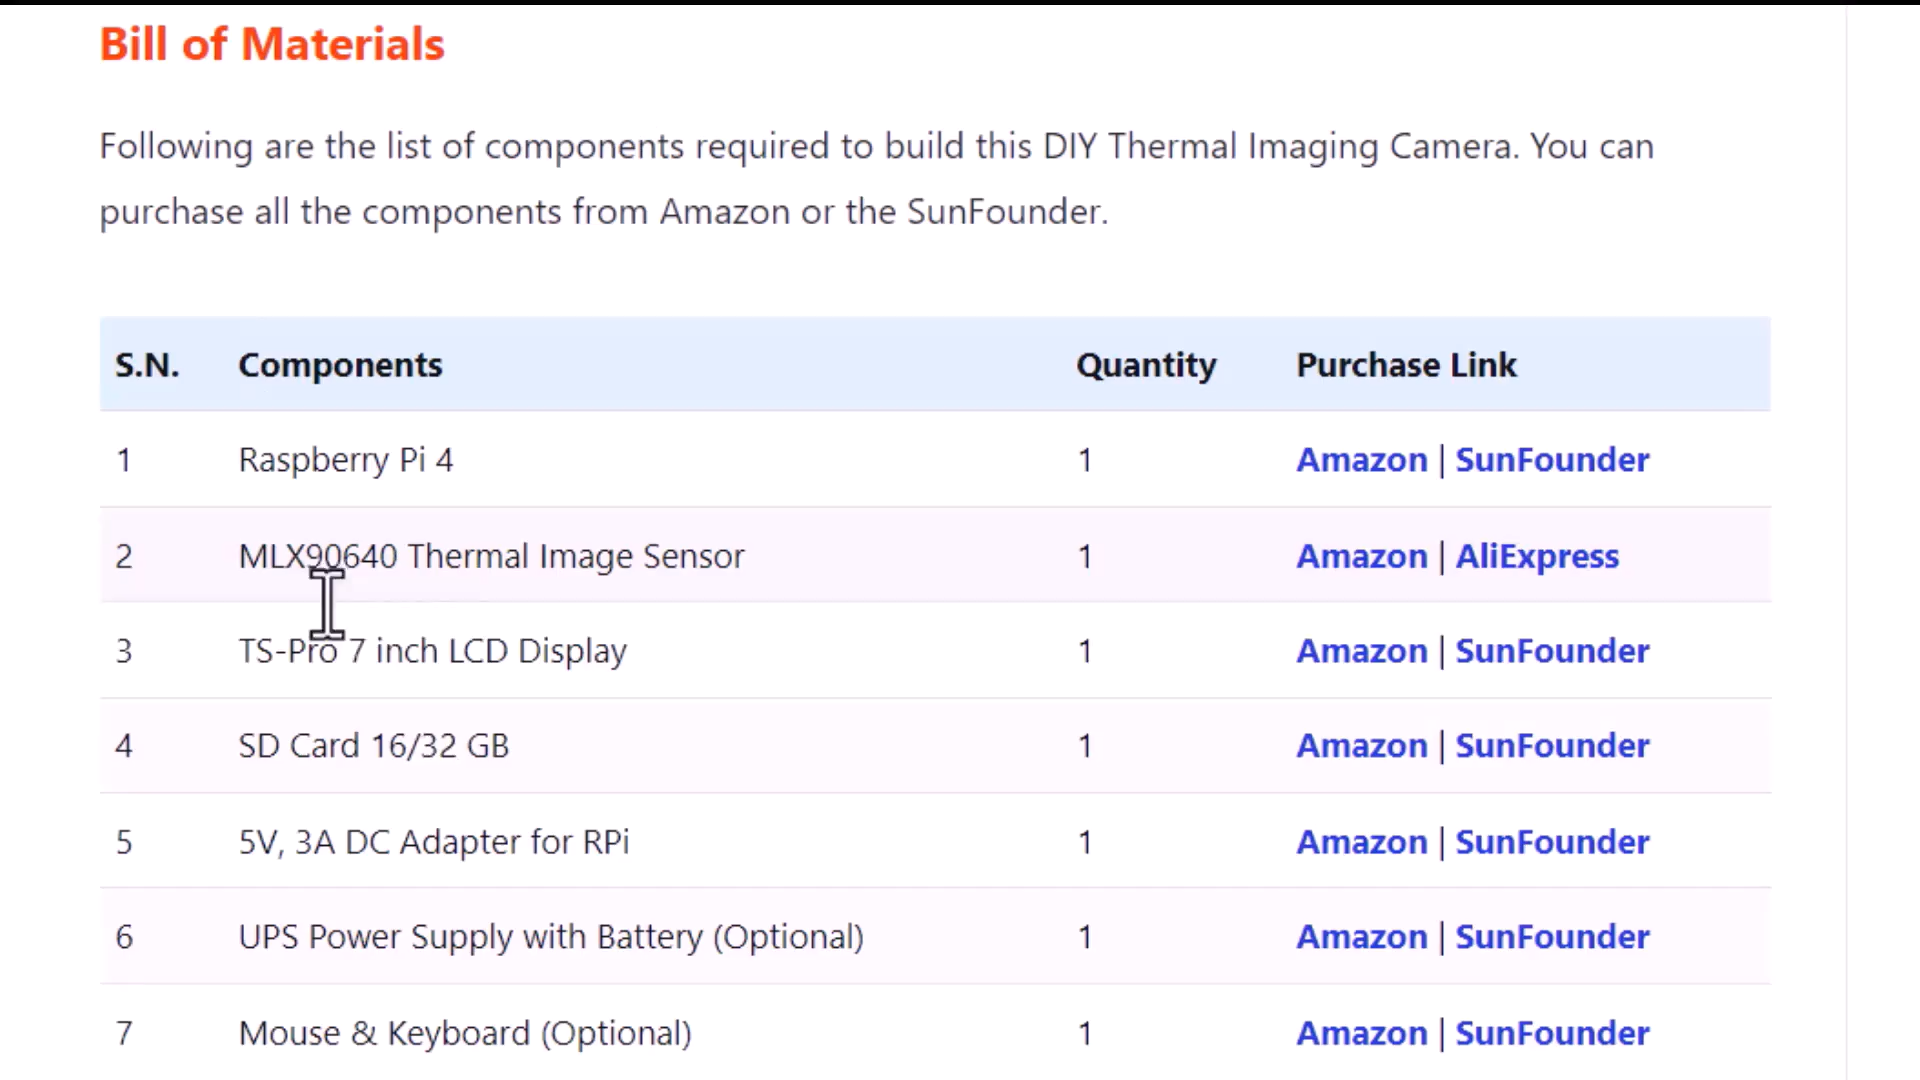 Bill of Materials
Following are the list of components required to build this DIY Thermal Imaging Camera. You can
purchase all the components from Amazon or the SunFounder.
S.N. Components Quantity Purchase Link
1 Raspberry Pi 4 1 Amazon | SunFounder
2 MLX90640 Thermal Image Sensor 1 Amazon | AliExpress
3 TS-Pro 7 inch LCD Display 1 Amazon | SunFounder
4 SD Card 16/32 GB 1 Amazon | SunFounder
5 5V, 3A DC Adapter for RPi 1 Amazon | SunFounder
6 UPS Power Supply with Battery (Optional) 1 Amazon | SunFounder
7 Mouse & Keyboard (Optional) 1 Amazon | SunFounder